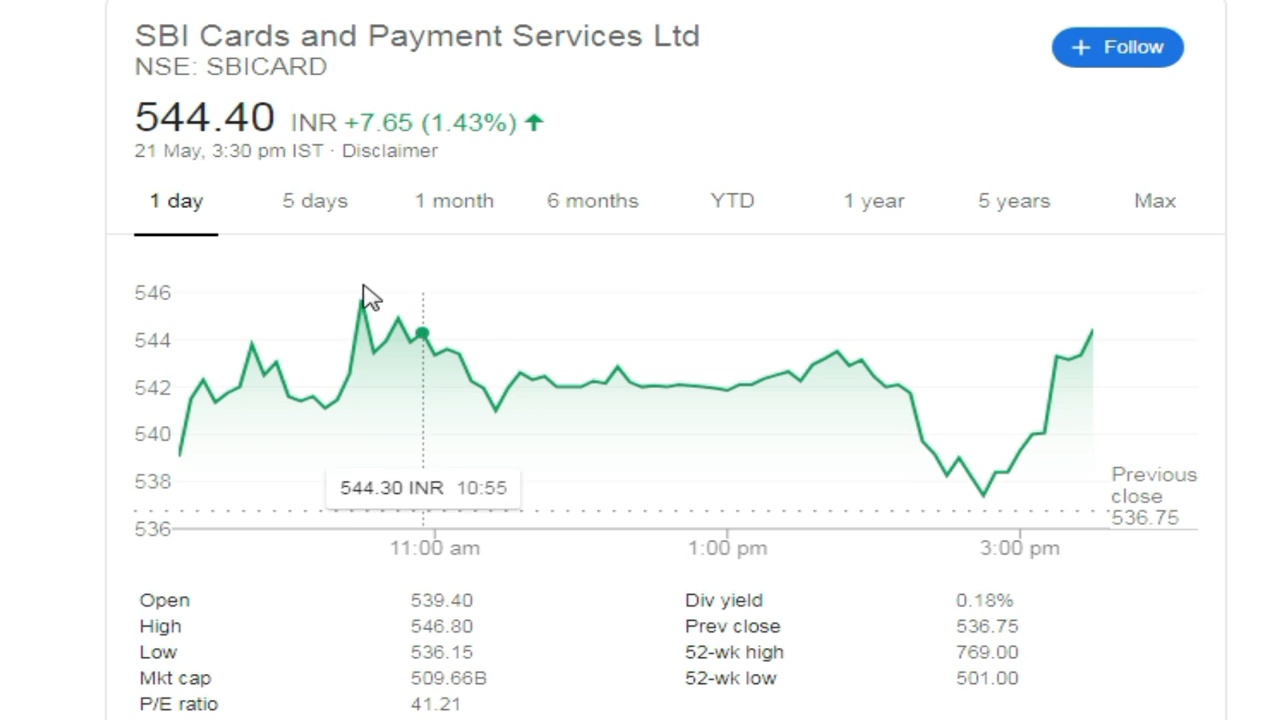 SBI Cards and Payment Services Ltd
NSE: SBICARD
+ Follow
544.40 INR +7.65 (1.43%)
21 May, 3:30 pm IST · Disclaimer
1 day 5 days 1 month 6 months YTD 1 year 5 years Max
546
544
542
540
538
536
544.30 INR 10:55
Previous
close
536.75
11:00 am 1:00 pm 3:00 pm
Open 539.40 Div yield 0.18%
High 546.80 Prev close 536.75
Low 536.15 52-wk high 769.00
Mkt cap 509.66B 52-wk low 501.00
P/E ratio 41.21